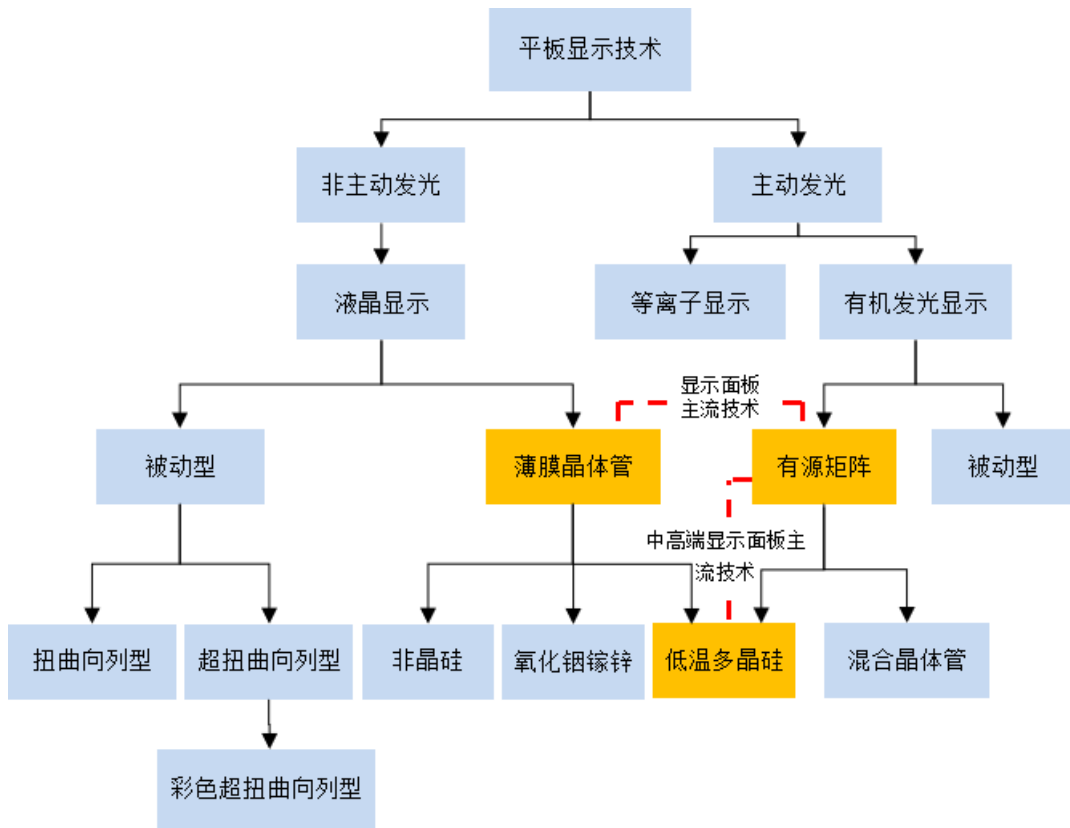 平板显示技术
非主动发光
主动发光
液晶显示
等离子显示
有机发光显示
显示面板
主流技术
被动型
薄膜晶体管
有源矩阵
被动型
中高端显示面板主
流技术
扭曲向列型
超扭曲向列型
非晶硅
氧化铟镓锌
低温多晶硅
混合晶体管
彩色超扭曲向列型